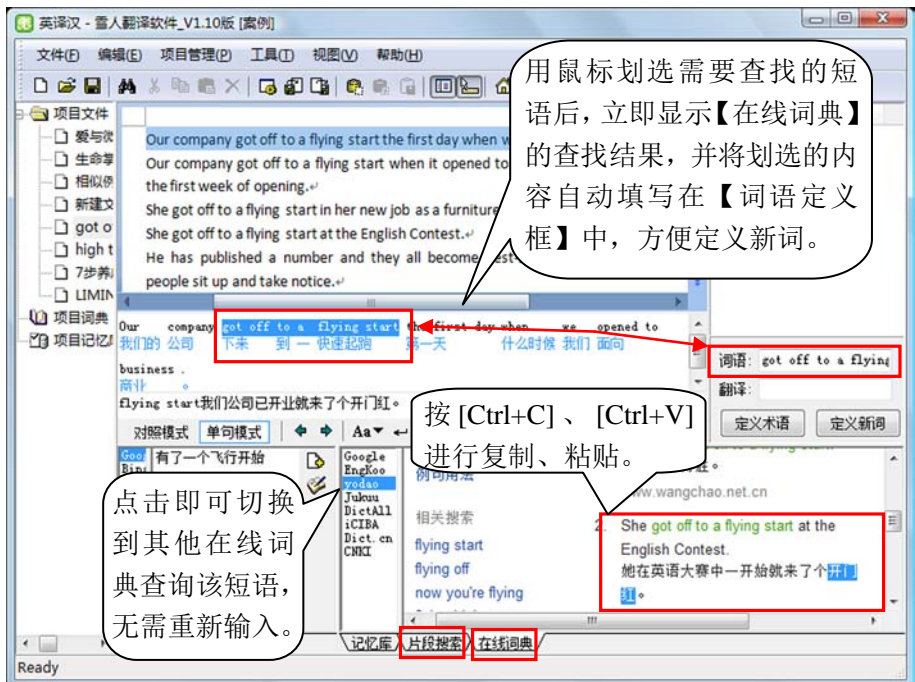 英译汉 - 雪人翻译软件_V1.10版 [案例]
文件(F) 编辑(E) 项目管理(P) 工具(T) 视图(V) 帮助(H)
用鼠标划选需要查找的短
语后，立即显示【在线词典】
的查找结果，并将划选的内
容自动填写在【词语定义
框】中，方便定义新词。
项目文件
爱与微
生命掌
相似例
新建文
got o
high t
7步养
LIMIN
项目词典
项目记忆
Our company got off to a flying start the first day when w
Our company got off to a flying start when it opened to
the first week of opening.
She got off to a flying start in her new job as a furniture
She got off to a flying start at the English Contest.
He has published a number and they all become best-
people sit up and take notice.
Our company got off to a flying start the first day when we opened to
我们的 公司 下来 到 一 快速起跑 第一天 什么时候 我们 面向
business .
商业 。
flying start我们公司已开业就来了个开门红。
词语: got off to a flying
翻译:
定义术语 定义新词
对照模式 单句模式 Aa
按 [Ctrl+C] 、 [Ctrl+V]
进行复制、粘贴。
Goog
Bing
有了一个飞行开始
Google
EngKoo
yodao
Jukuu
DictAll
iCIBA
Dict.cn
CNKI
点击即可切换
到其他在线词
典查询该短语，
无需重新输入。
例句用法
相关搜索
flying start
flying off
now you're flying
www.wangchao.net.cn
2. She got off to a flying start at the
English Contest.
她在英语大赛中一开始就来了个开门
红。
记忆库 片段搜索 在线词典
Ready